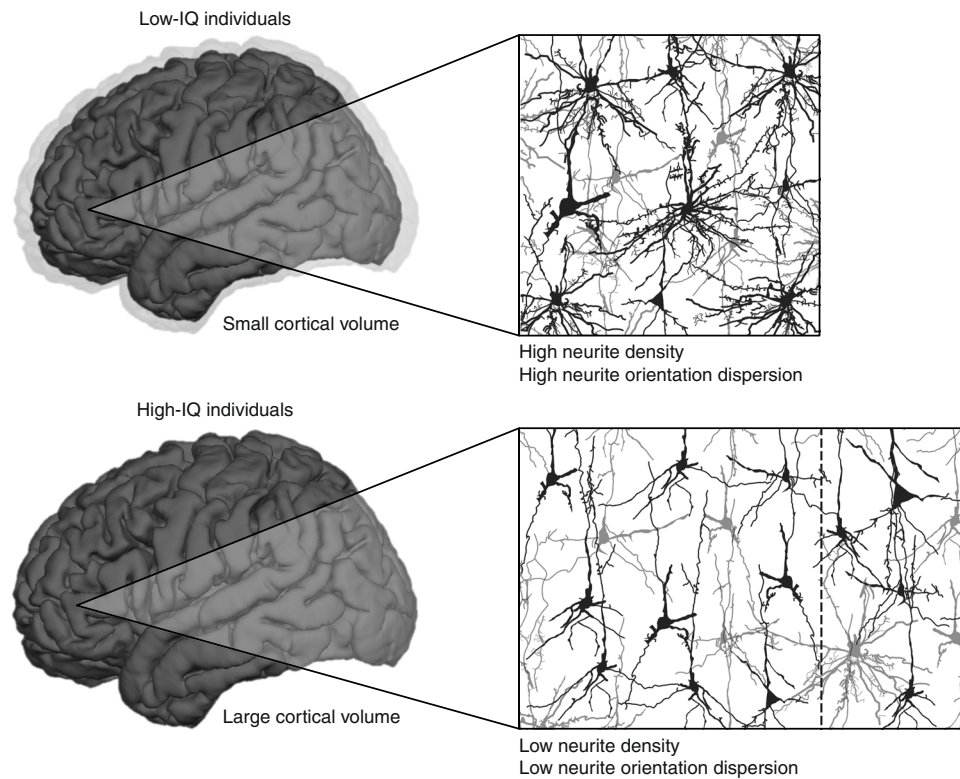 Low-IQ individuals
Small cortical volume
High neurite density
High neurite orientation dispersion
High-IQ individuals
Large cortical volume
Low neurite density
Low neurite orientation dispersion